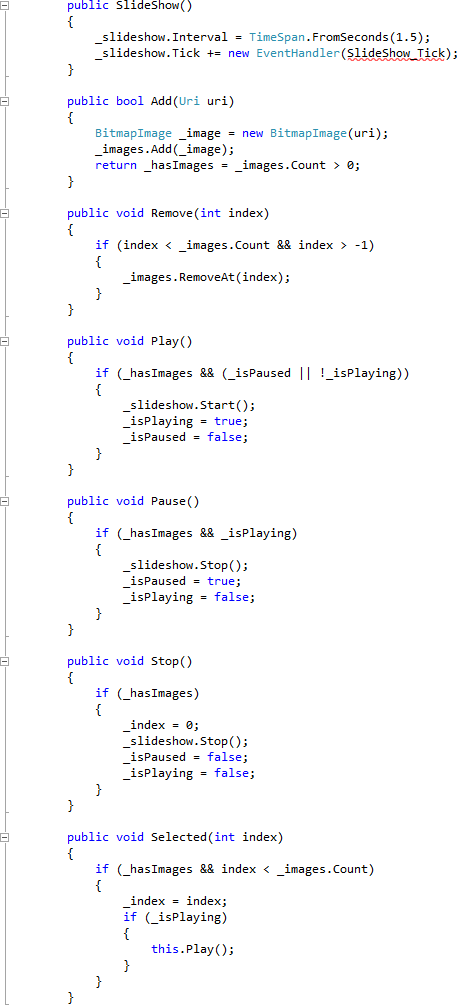 public SlideShow()
{
_slideshow.Interval = TimeSpan.FromSeconds(1.5);
_slideshow.Tick += new EventHandler(SlideShow_Tick);
}
public bool Add(Uri uri)
{
BitmapImage _image = new BitmapImage(uri);
_images.Add(_image);
return _hasImages = _images.Count > 0;
}
public void Remove(int index)
{
if (index < _images.Count && index > -1)
{
_images.RemoveAt(index);
}
}
public void Play()
{
if (_hasImages && (_isPaused || !_isPlaying))
{
_slideshow.Start();
_isPlaying = true;
_isPaused = false;
}
}
public void Pause()
{
if (_hasImages && _isPlaying)
{
_slideshow.Stop();
_isPaused = true;
_isPlaying = false;
}
}
public void Stop()
{
if (_hasImages)
{
_index = 0;
_slideshow.Stop();
_isPaused = false;
_isPlaying = false;
}
}
public void Selected(int index)
{
if (_hasImages && index < _images.Count)
{
_index = index;
if (_isPlaying)
{
this.Play();
}
}
}